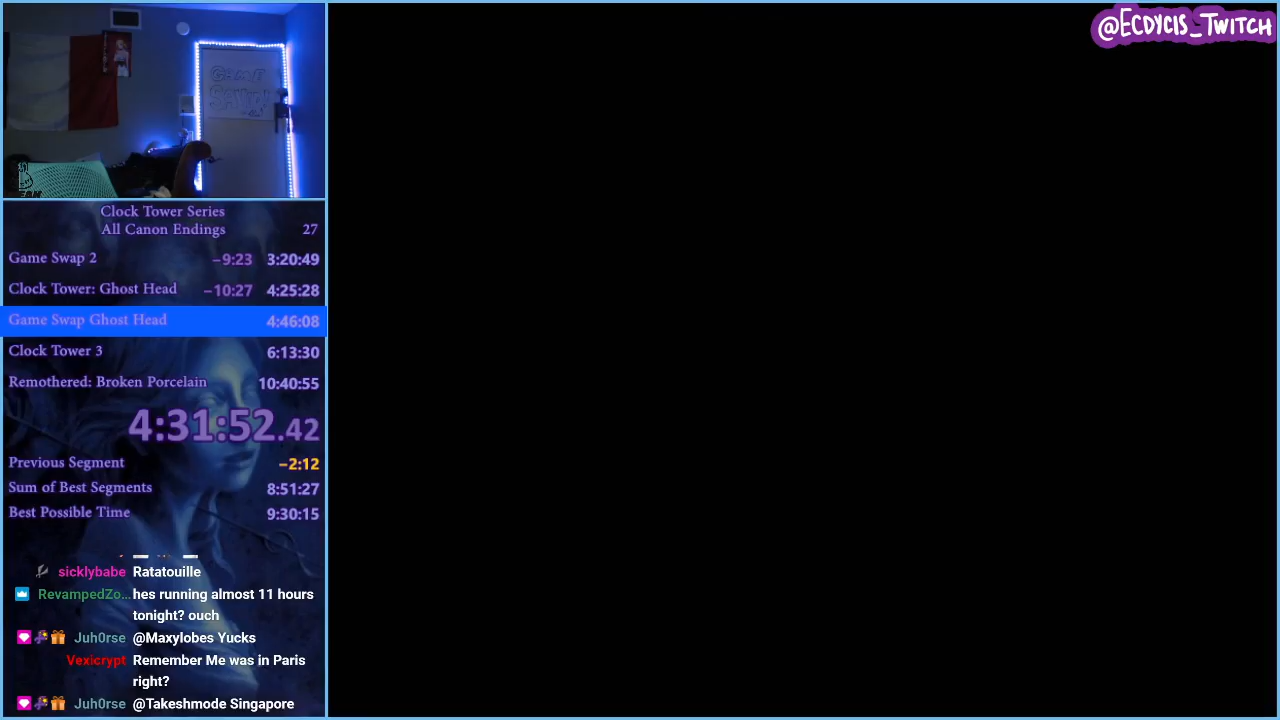 @ECDYCIS_TWITCH
GAME
SAVE!
Clock Tower Series
All Canon Endings 27
Game Swap 2 −9:23 3:20:49
Clock Tower: Ghost Head −10:27 4:25:28
Game Swap Ghost Head 4:46:08
Clock Tower 3 6:13:30
Remothered: Broken Porcelain 10:40:55
4:31:52.42
Previous Segment −2:12
Sum of Best Segments 8:51:27
Best Possible Time 9:30:15
sicklybabe Ratatouille
RevampedZo... hes running almost 11 hours
tonight? ouch
Juh0rse @Maxylobes Yucks
Vexicrypt Remember Me was in Paris
right?
Juh0rse @Takeshmode Singapore